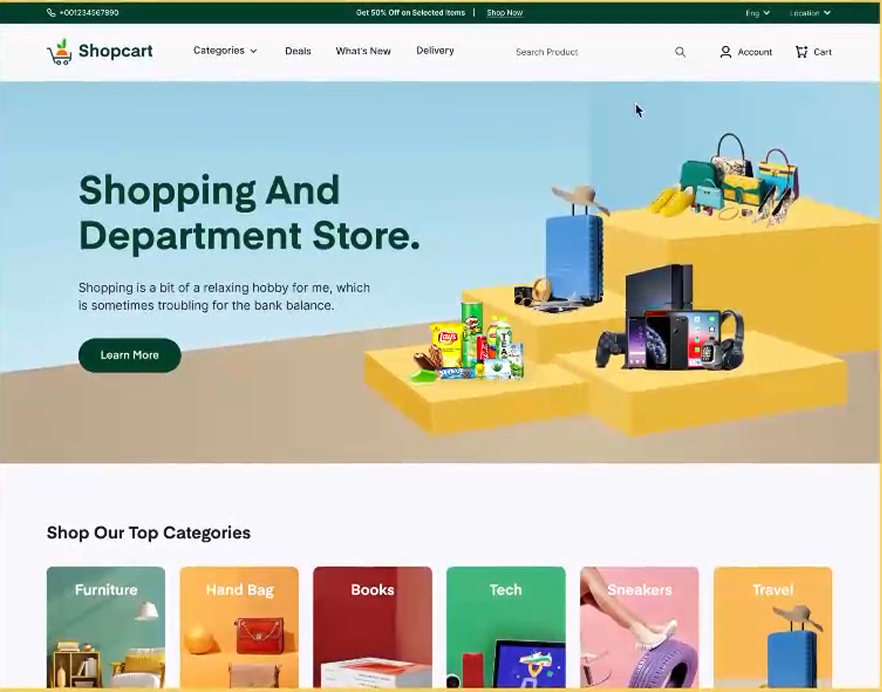 +001234567890
Get 50% Off on Selected Items | Shop Now
Eng
Location
Shopcart
Categories
Deals
What's New
Delivery
Search Product
Account
Cart
Shopping And
Department Store.
Shopping is a bit of a relaxing hobby for me, which
is sometimes troubling for the bank balance.
Learn More
Lay's
TEA
Shop Our Top Categories
Furniture
Hand Bag
Books
Tech
Sneakers
Travel